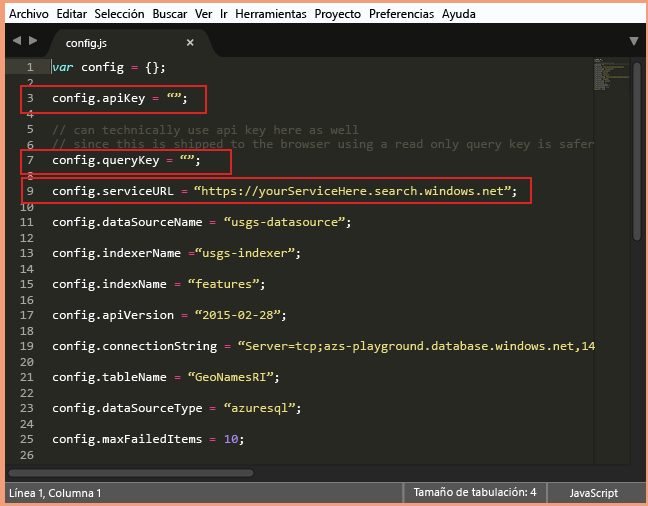 Archivo Editar Selección Buscar Ver Ir Herramientas Proyecto Preferencias Ayuda
config.js ×
1 var config = {};
2
3 config.apiKey = “”;
4
5 // can technically use api key here as well
6 // since this is shipped to the browser using a read only query key is safer
7 config.queryKey = “”;
8
9 config.serviceURL = “https://yourServiceHere.search.windows.net”;
10
11 config.dataSourceName = “usgs-datasource”;
12
13 config.indexerName =“usgs-indexer”;
14
15 config.indexName = “features”;
16
17 config.apiVersion = “2015-02-28”;
18
19 config.connectionString = “Server=tcp;azs-playground.database.windows.net,14
20
21 config.tableName = “GeoNamesRI”;
22
23 config.dataSourceType = “azuresql”;
24
25 config.maxFailedItems = 10;
26
Línea 1, Columna 1 Tamaño de tabulación: 4 JavaScript